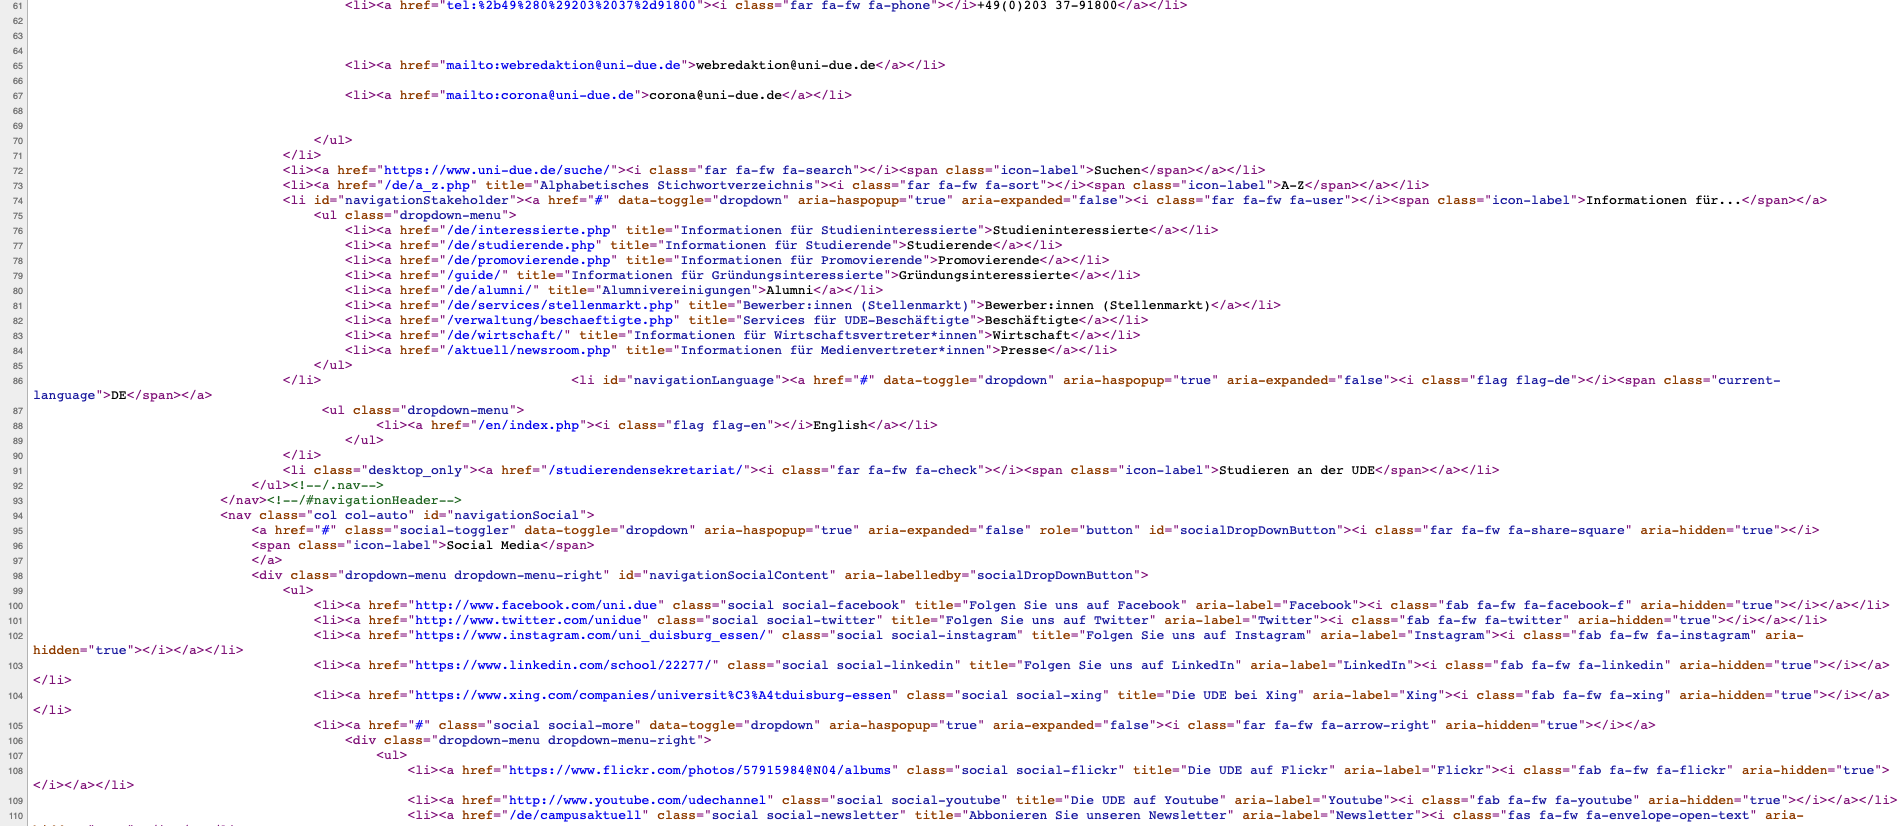 61 <li><a href="tel:%2b49%280%29203%2037%2d91800"><i class="far fa-fw fa-phone"></i>+49(0)203 37-91800</a></li>
62
63
64
65 <li><a href="mailto:webredaktion@uni-due.de">webredaktion@uni-due.de</a></li>
66
67 <li><a href="mailto:corona@uni-due.de">corona@uni-due.de</a></li>
68
69
70 </ul>
71 </li>
72 <li><a href="https://www.uni-due.de/suche/"><i class="far fa-fw fa-search"></i><span class="icon-label">Suchen</span></a></li>
73 <li><a href="/de/a_z.php" title="Alphabetisches Stichwortverzeichnis"><i class="far fa-fw fa-sort"></i><span class="icon-label">A-Z</span></a></li>
74 <li id="navigationStakeholder"><a href="#" data-toggle="dropdown" aria-haspopup="true" aria-expanded="false"><i class="far fa-fw fa-user"></i><span class="icon-label">Informationen für...</span></a>
75 <ul class="dropdown-menu">
76 <li><a href="/de/interessierte.php" title="Informationen für Studieninteressierte">Studieninteressierte</a></li>
77 <li><a href="/de/studierende.php" title="Informationen für Studierende">Studierende</a></li>
78 <li><a href="/de/promovierende.php" title="Informationen für Promovierende">Promovierende</a></li>
79 <li><a href="/guide/" title="Informationen für Gründungsinteressierte">Gründungsinteressierte</a></li>
80 <li><a href="/de/alumni/" title="Alumnivereinigungen">Alumni</a></li>
81 <li><a href="/de/services/stellenmarkt.php" title="Bewerber:innen (Stellenmarkt)">Bewerber:innen (Stellenmarkt)</a></li>
82 <li><a href="/verwaltung/beschaeftigte.php" title="Services für UDE-Beschäftigte">Beschäftigte</a></li>
83 <li><a href="/de/wirtschaft/" title="Informationen für Wirtschaftsvertreter*innen">Wirtschaft</a></li>
84 <li><a href="/aktuell/newsroom.php" title="Informationen für Medienvertreter*innen">Presse</a></li>
85 </ul>
86 </li> <li id="navigationLanguage"><a href="#" data-toggle="dropdown" aria-haspopup="true" aria-expanded="false"><i class="flag flag-de"></i><span class="current-
language">DE</span></a>
87 <ul class="dropdown-menu">
88 <li><a href="/en/index.php"><i class="flag flag-en"></i>English</a></li>
89 </ul>
90 </li>
91 <li class="desktop_only"><a href="/studierendensekretariat/"><i class="far fa-fw fa-check"></i><span class="icon-label">Studieren an der UDE</span></a></li>
92 </ul><!--/.nav-->
93 </nav><!--/#navigationHeader-->
94 <nav class="col col-auto" id="navigationSocial">
95 <a href="#" class="social-toggler" data-toggle="dropdown" aria-haspopup="true" aria-expanded="false" role="button" id="socialDropDownButton"><i class="far fa-fw fa-share-square" aria-hidden="true"></i>
96 <span class="icon-label">Social Media</span>
97 </a>
98 <div class="dropdown-menu dropdown-menu-right" id="navigationSocialContent" aria-labelledby="socialDropDownButton">
99 <ul>
100 <li><a href="http://www.facebook.com/uni.due" class="social social-facebook" title="Folgen Sie uns auf Facebook" aria-label="Facebook"><i class="fab fa-fw fa-facebook-f" aria-hidden="true"></i></a></li>
101 <li><a href="http://www.twitter.com/unidue" class="social social-twitter" title="Folgen Sie uns auf Twitter" aria-label="Twitter"><i class="fab fa-fw fa-twitter" aria-hidden="true"></i></a></li>
102 <li><a href="https://www.instagram.com/uni_duisburg_essen/" class="social social-instagram" title="Folgen Sie uns auf Instagram" aria-label="Instagram"><i class="fab fa-fw fa-instagram" aria-
hidden="true"></i></a></li>
103 <li><a href="https://www.linkedin.com/school/22277/" class="social social-linkedin" title="Folgen Sie uns auf LinkedIn" aria-label="LinkedIn"><i class="fab fa-fw fa-linkedin" aria-hidden="true"></i></a>
</li>
104 <li><a href="https://www.xing.com/companies/universit%C3%A4tduisburg-essen" class="social social-xing" title="Die UDE bei Xing" aria-label="Xing"><i class="fab fa-fw fa-xing" aria-hidden="true"></i></a>
</li>
105 <li><a href="#" class="social social-more" data-toggle="dropdown" aria-haspopup="true" aria-expanded="false"><i class="far fa-fw fa-arrow-right" aria-hidden="true"></i></a>
106 <div class="dropdown-menu dropdown-menu-right">
107 <ul>
108 <li><a href="https://www.flickr.com/photos/57915984@N04/albums" class="social social-flickr" title="Die UDE auf Flickr" aria-label="Flickr"><i class="fab fa-fw fa-flickr" aria-hidden="true">
</i></a></li>
109 <li><a href="http://www.youtube.com/udechannel" class="social social-youtube" title="Die UDE auf Youtube" aria-label="Youtube"><i class="fab fa-fw fa-youtube" aria-hidden="true"></i></a></li>
110 <li><a href="/de/campusaktuell" class="social social-newsletter" title="Abbonieren Sie unseren Newsletter" aria-label="Newsletter"><i class="fas fa-fw fa-envelope-open-text" aria-